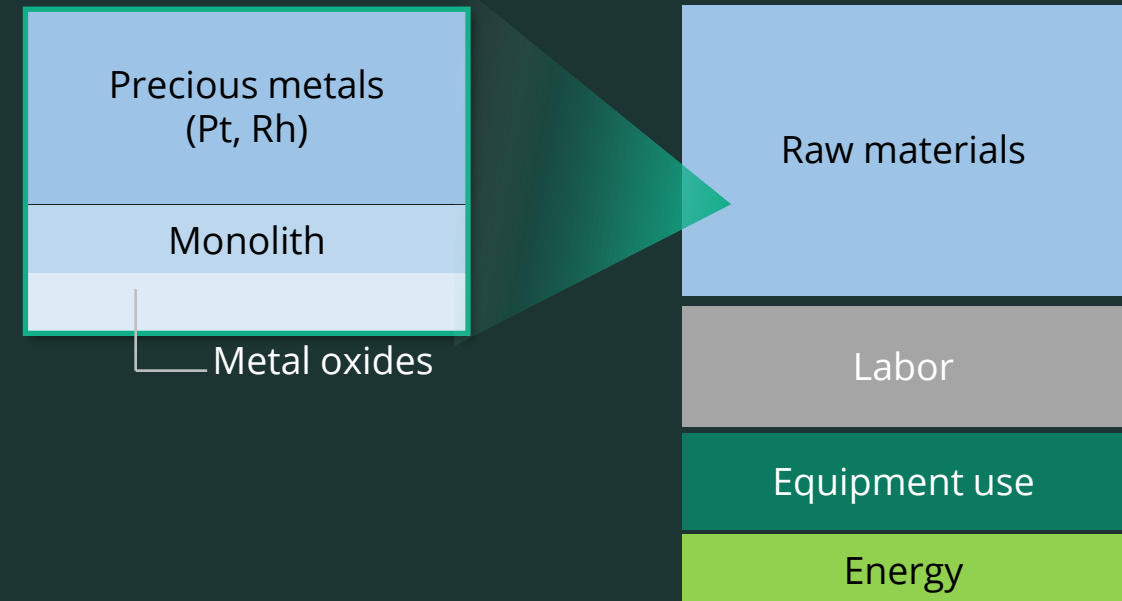 Precious metals
(Pt, Rh)
Monolith
Metal oxides
Raw materials
Labor
Equipment use
Energy